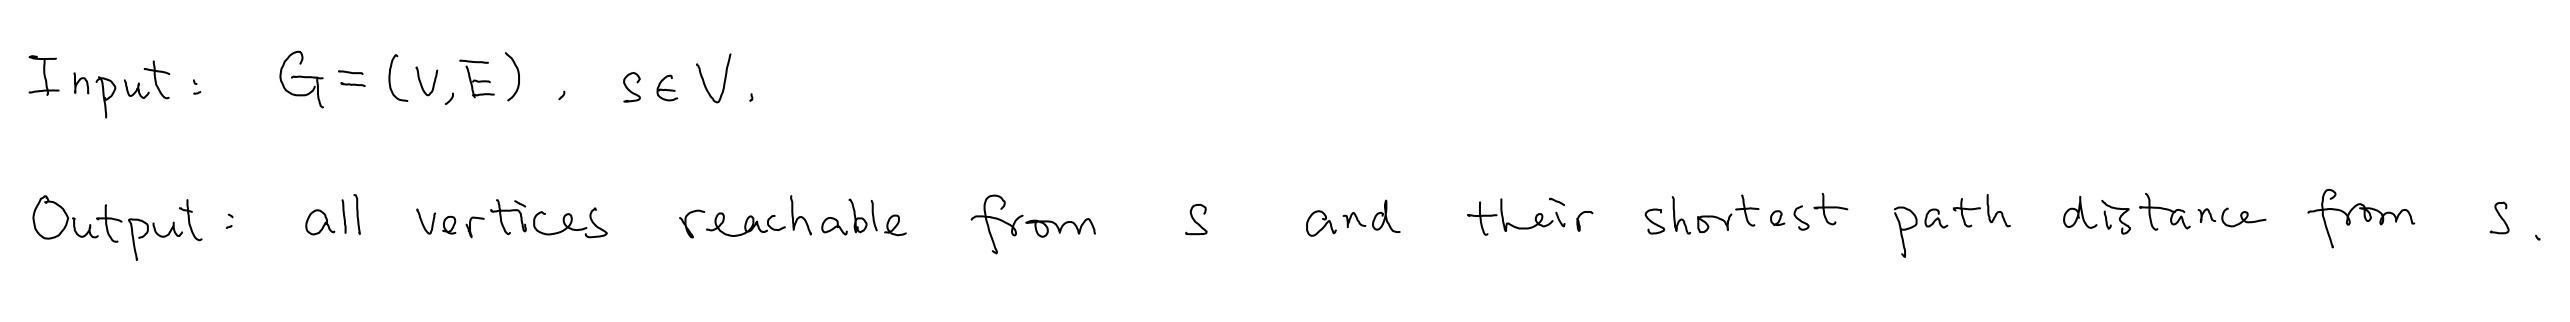 Input: G=(V,E), s∈V.
Output: all vertices reachable from s and their shortest path distance from s.